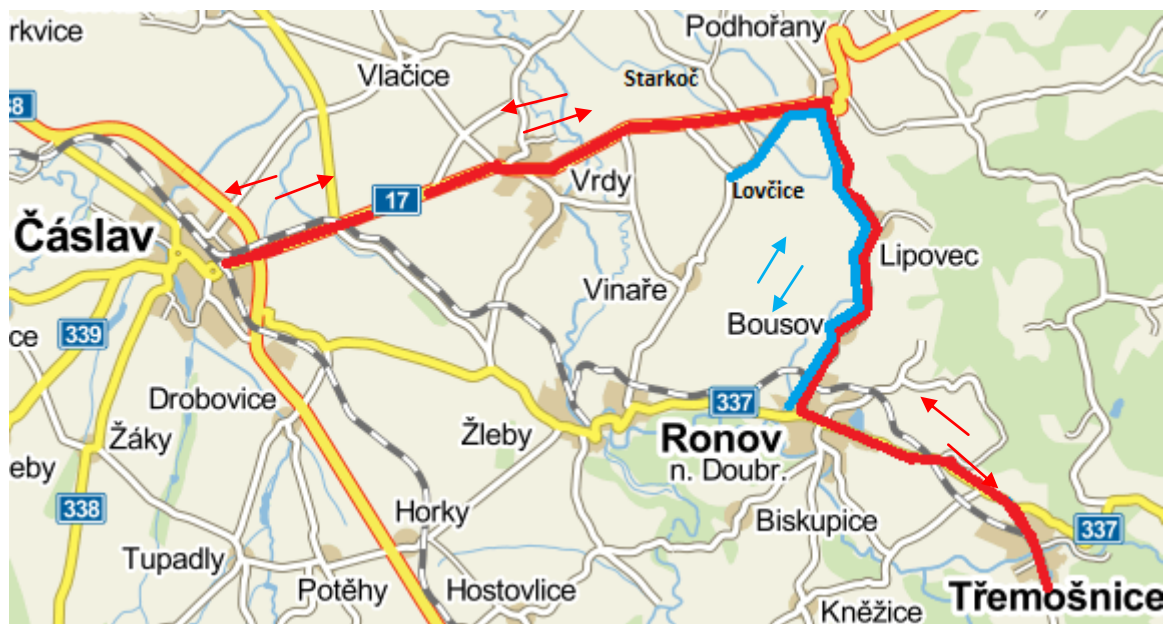 rkvice
Podhořany
Vlačice
Starkoč
38
17
Vrdy
Lovčice
Čáslav
Lipovec
Vinaře
Bousov
ce
339
337
Drobovice
Žleby
Ronov
n. Doubr.
Žáky
eby
338
Horky
Biskupice
337
Tupadly
Potěhy
Hostovlice
Třemošnice
Kněžice